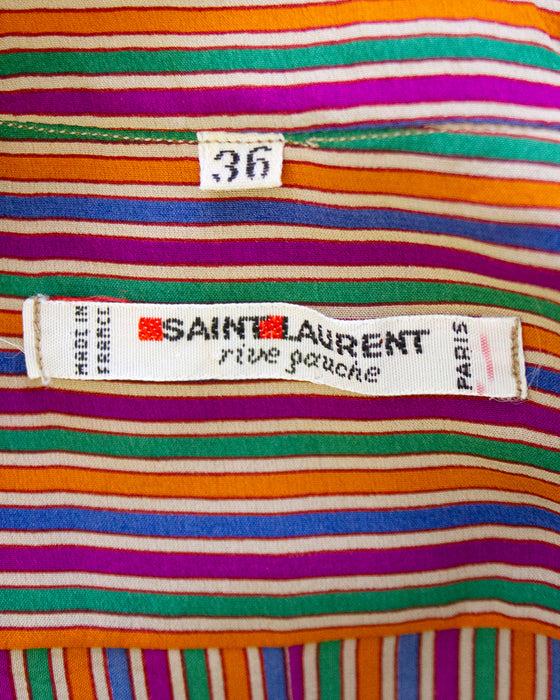 36
MADE IN
FRANCE
SAINT LAURENT
rive gauche
PARIS